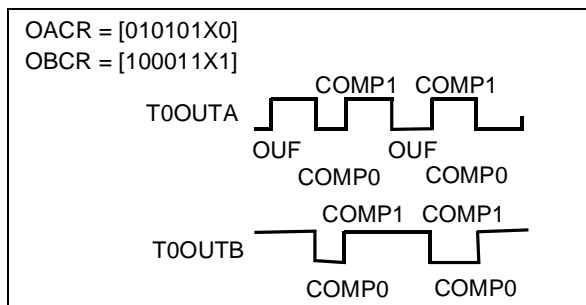 OACR = [010101X0]
OBCR = [100011X1]
COMP1 COMP1
T0OUTA
OUF OUF
COMP0 COMP0
COMP1 COMP1
T0OUTB
COMP0 COMP0